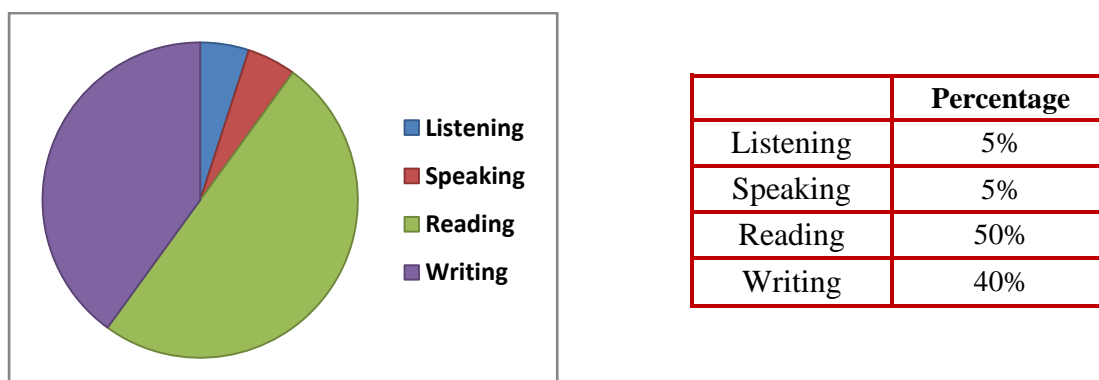 Listening
Speaking
Reading
Writing
Percentage
Listening 5%
Speaking 5%
Reading 50%
Writing 40%